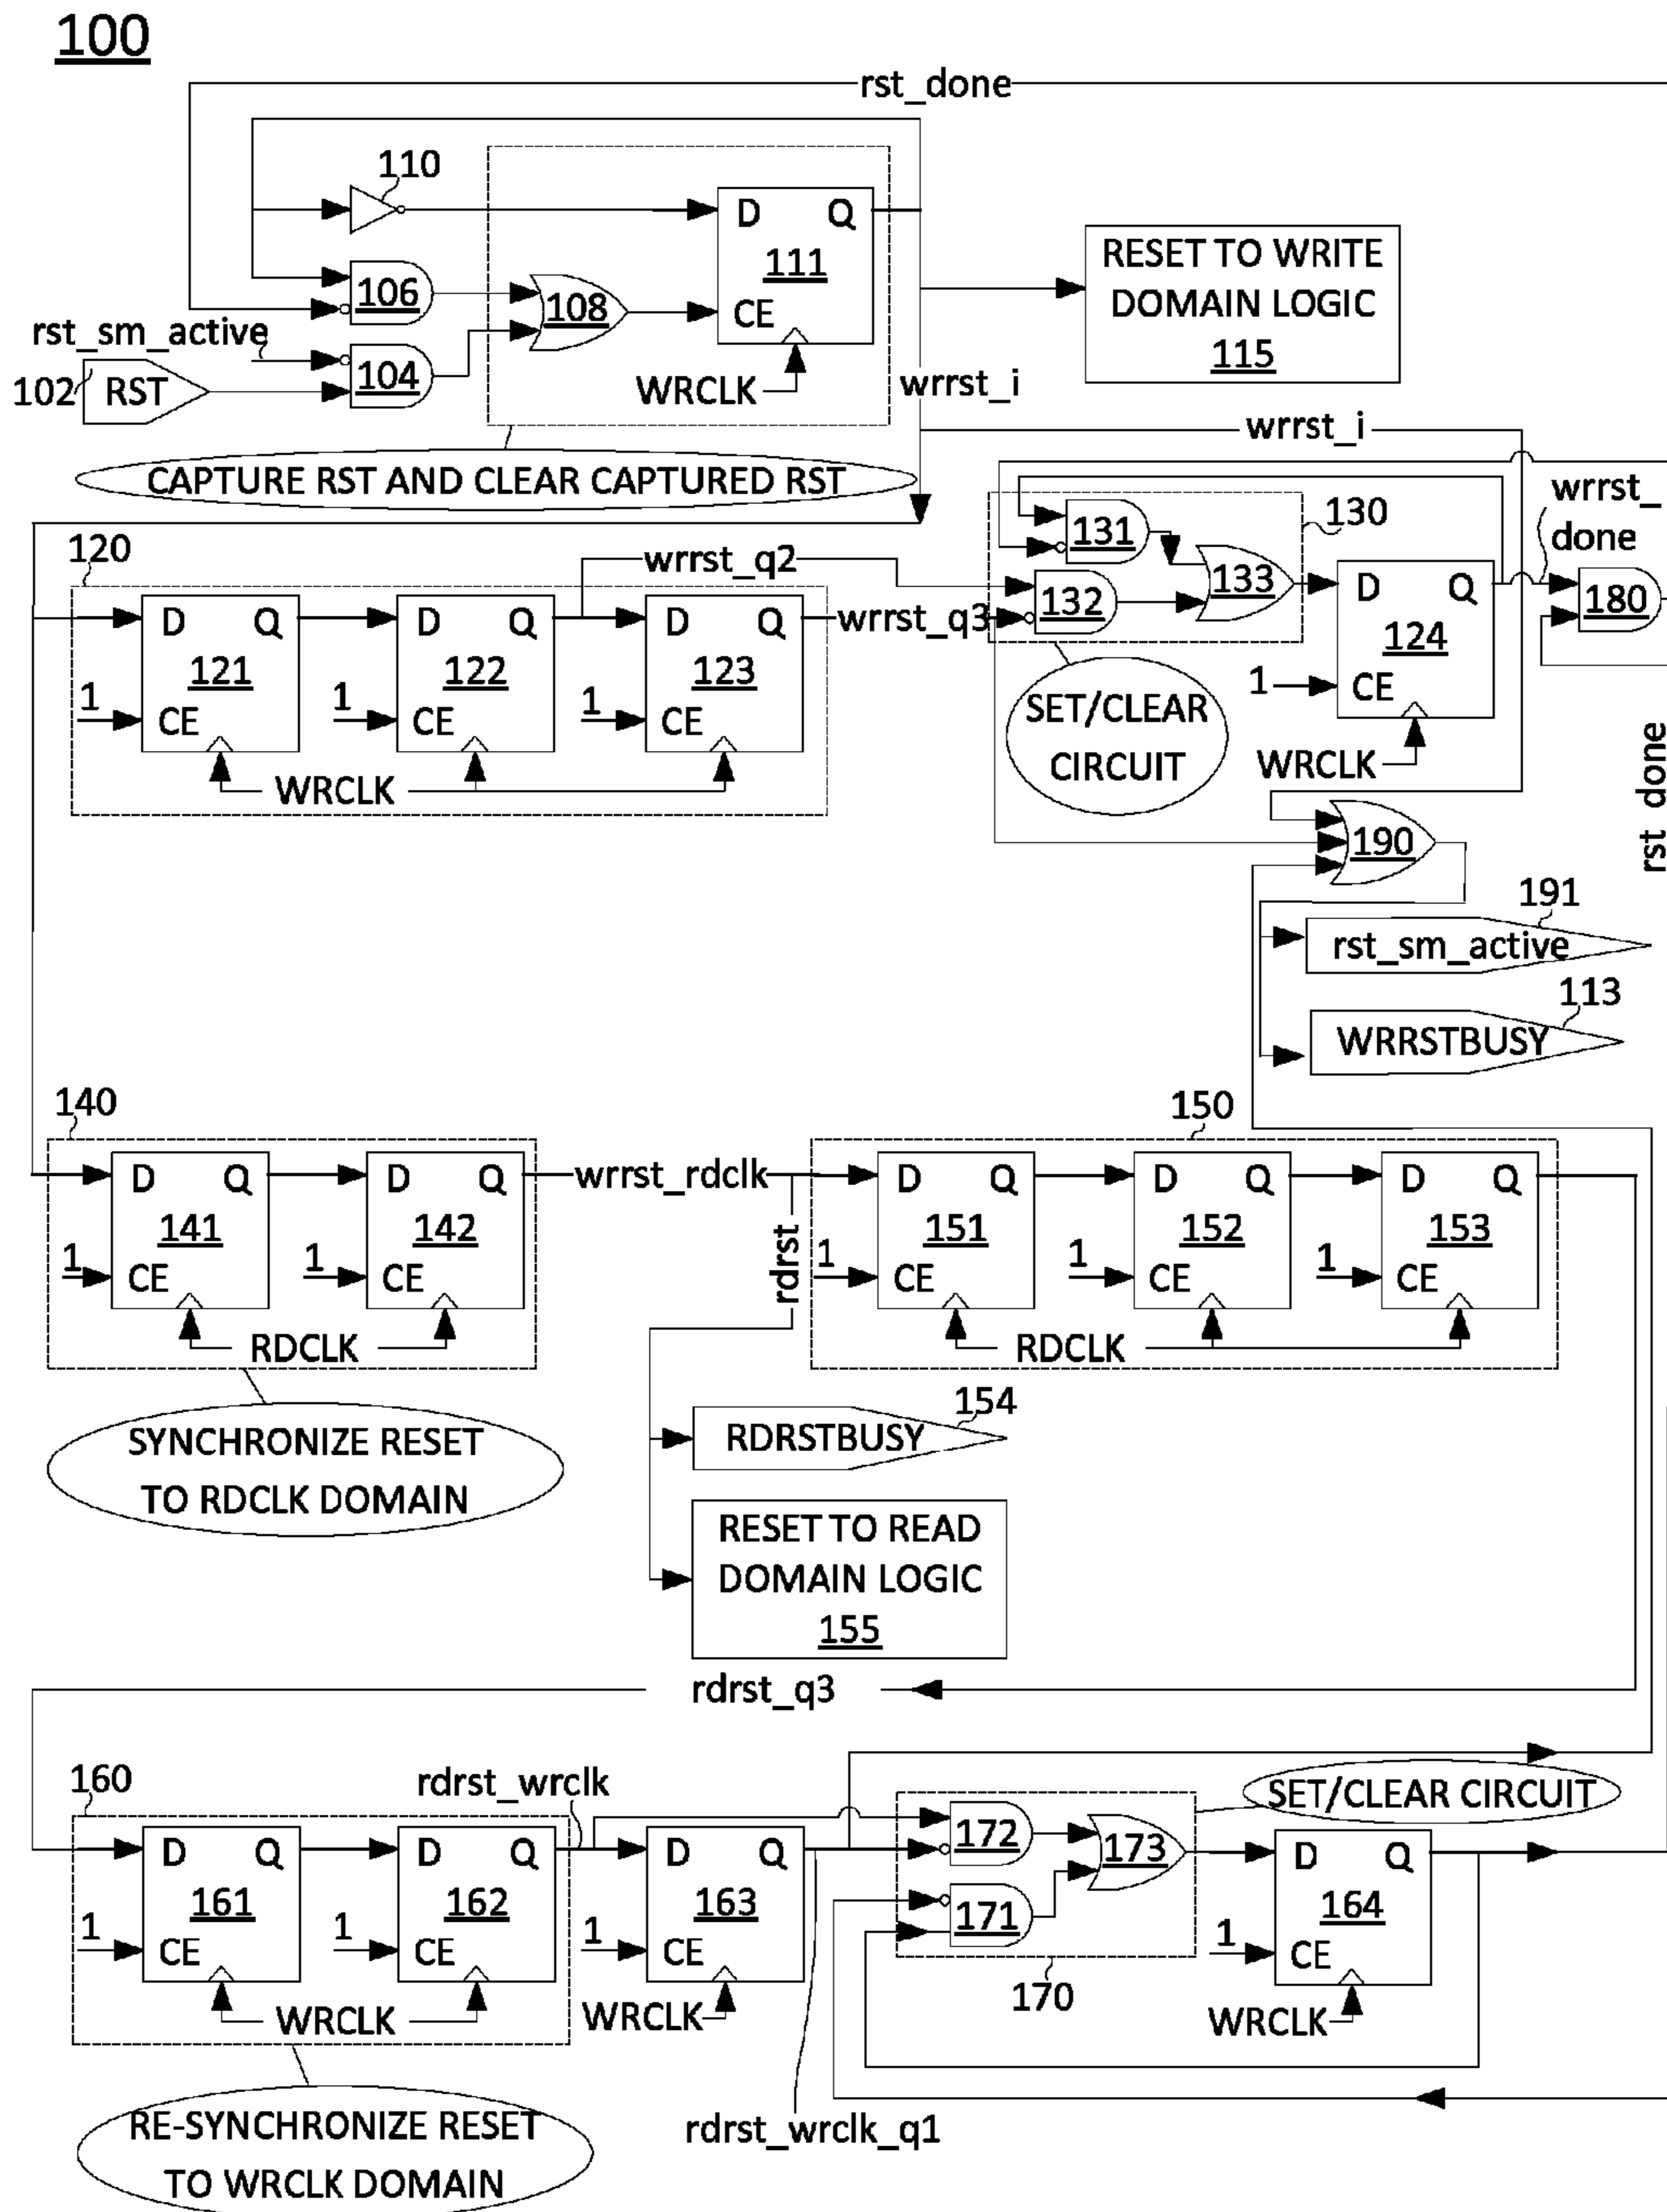 100
rst_done
110
D Q
111
CE
106
108
rst_sm_active
104
102
RST
WRCLK
wrrst_i
RESET TO WRITE
DOMAIN LOGIC
115
wrrst_i
CAPTURE RST AND CLEAR CAPTURED RST
wrrst_
done
130
131
132
133
D Q
124
1
CE
WRCLK
180
120
wrrst_q2
wrrst_q3
D Q
121
1
CE
D Q
122
1
CE
D Q
123
1
CE
WRCLK
SET/CLEAR
CIRCUIT
rst_done
190
191
rst_sm_active
113
WRRSTBUSY
140
D Q
141
1
CE
D Q
142
1
CE
RDCLK
wrrst_rdclk
rdrst
150
D Q
151
1
CE
D Q
152
1
CE
D Q
153
1
CE
RDCLK
SYNCHRONIZE RESET
TO RDCLK DOMAIN
154
RDRSTBUSY
RESET TO READ
DOMAIN LOGIC
155
rdrst_q3
160
rdrst_wrclk
SET/CLEAR CIRCUIT
D Q
161
1
CE
D Q
162
1
CE
WRCLK
D Q
163
1
CE
WRCLK
172
173
171
170
D Q
164
1
CE
WRCLK
rdrst_wrclk_q1
RE-SYNCHRONIZE RESET
TO WRCLK DOMAIN